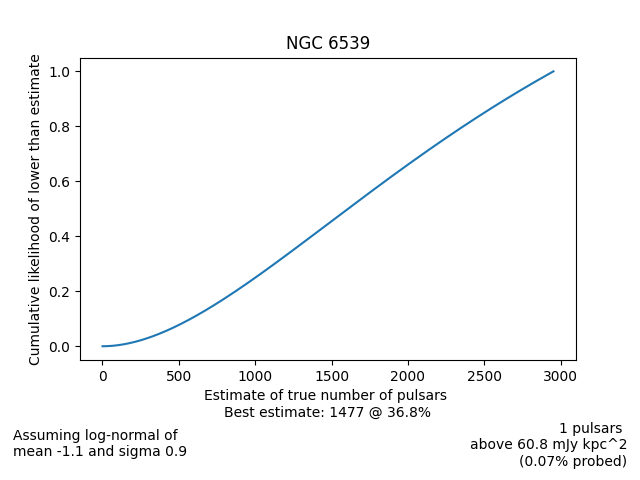 NGC 6539
Cumulative likelihood of lower than estimate
1.0
0.8
0.6
0.4
0.2
0.0
0 500 1000 1500 2000 2500 3000
Estimate of true number of pulsars
Best estimate: 1477 @ 36.8%
Assuming log-normal of
mean -1.1 and sigma 0.9
1 pulsars
above 60.8 mJy kpc^2
(0.07% probed)